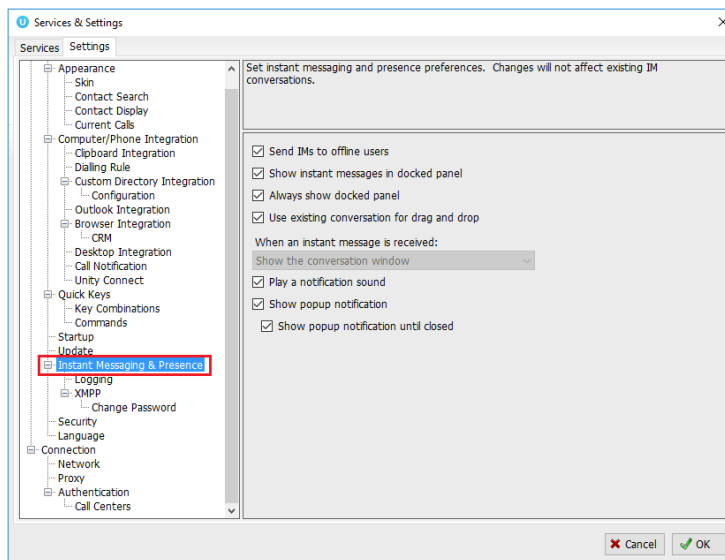 Services & Settings
Services
Settings
Appearance
Skin
Contact Search
Contact Display
Current Calls
Computer/Phone Integration
Clipboard Integration
Dialling Rule
Custom Directory Integration
Configuration
Outlook Integration
Browser Integration
CRM
Desktop Integration
Call Notification
Unity Connect
Quick Keys
Key Combinations
Commands
Startup
Update
Instant Messaging & Presence
Logging
XMPP
Change Password
Security
Language
Connection
Network
Proxy
Authentication
Call Centers
Set instant messaging and presence preferences. Changes will not affect existing IM
conversations.
Send IMs to offline users
Show instant messages in docked panel
Always show docked panel
Use existing conversation for drag and drop
When an instant message is received:
Show the conversation window
Play a notification sound
Show popup notification
Show popup notification until closed
Cancel
OK